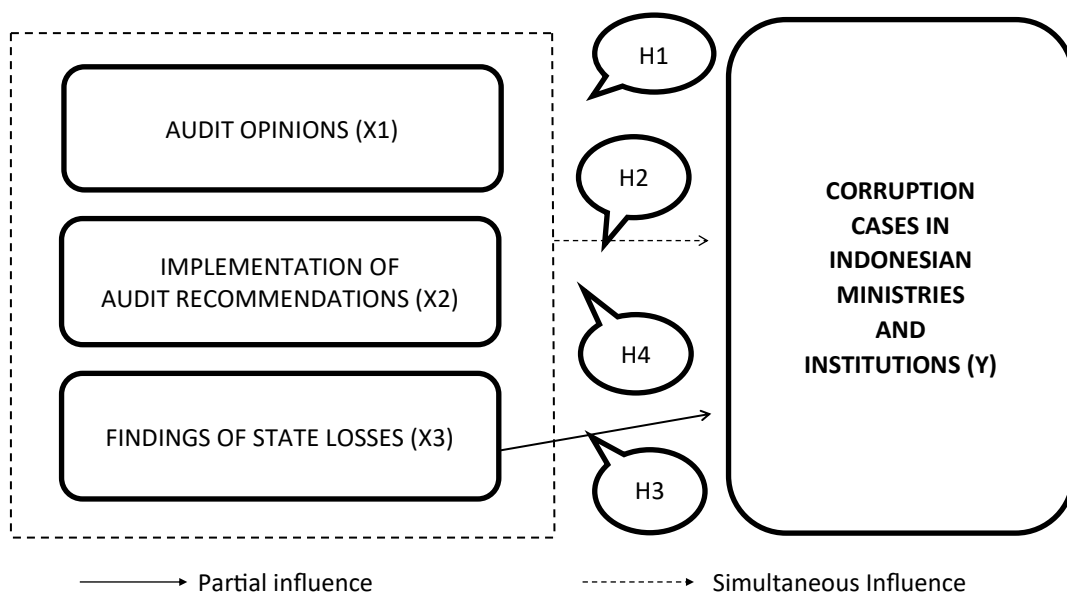 AUDIT OPINIONS (X1)
IMPLEMENTATION OF
AUDIT RECOMMENDATIONS (X2)
FINDINGS OF STATE LOSSES (X3)
H1
H2
H4
H3
CORRUPTION
CASES IN
INDONESIAN
MINISTRIES
AND
INSTITUTIONS (Y)
Partial influence
Simultaneous Influence